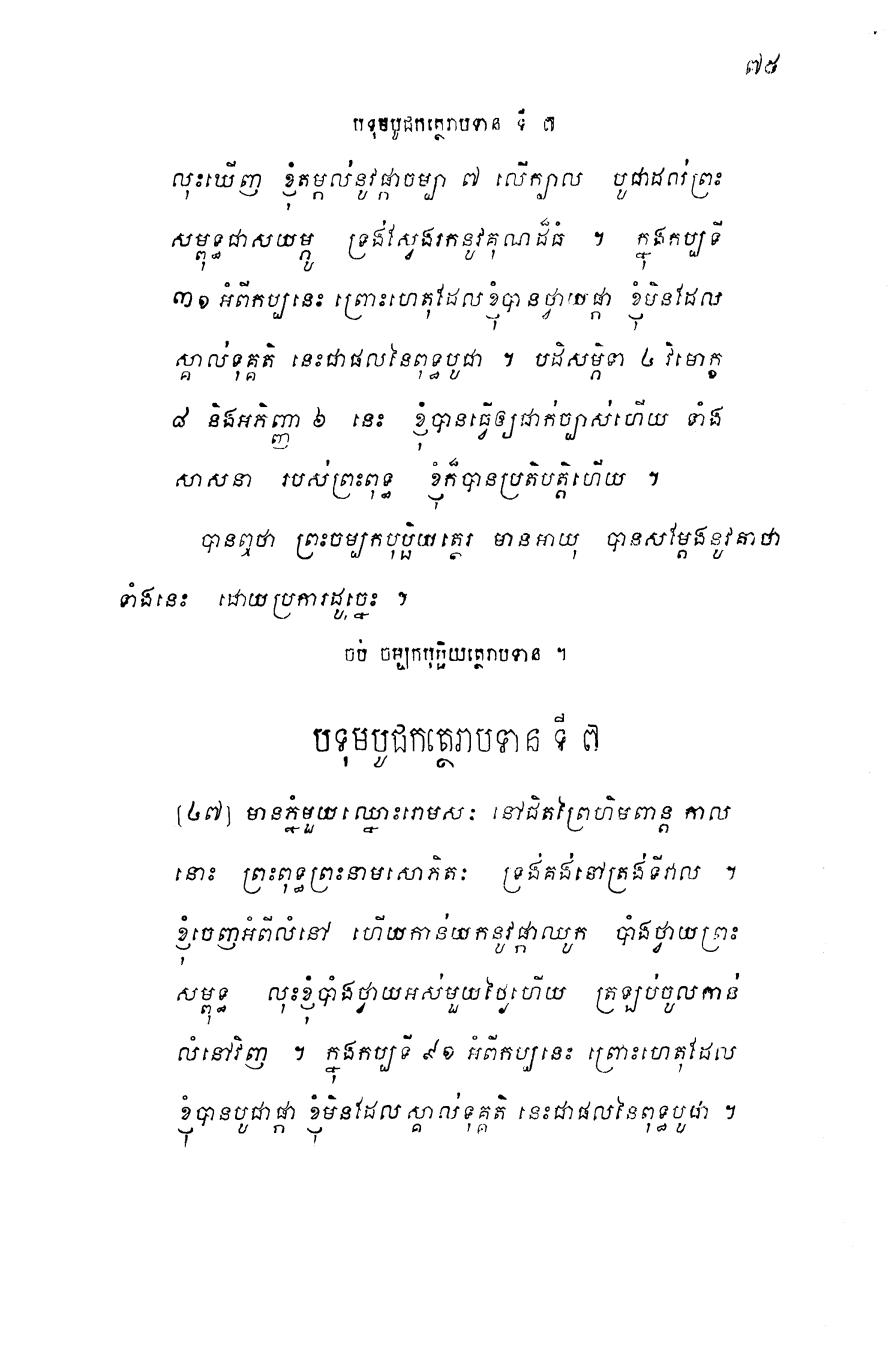 ៧៥
បទុមបូជកត្ថេរាបទាន ទី ៧
លុះឃើញ ខ្ញុំតម្កល់នូវផ្កាចម្បា ៧ លើក្បាល បូជាដល់ព្រះ
សម្ពុទ្ធជាសយម្ភូ ទ្រង់ស្វែងរកនូវគុណដ៏ធំ ។ ក្នុងកប្បទី
៣១ អំពីកប្បនេះ ព្រោះហេតុដែលខ្ញុំបានថ្វាយផ្កា ខ្ញុំមិនដែល
ស្គាល់ទុគ្គតិ នេះជាផលនៃពុទ្ធបូជា ។ បដិសម្ភិទា ៤ វិមោក្ខ
៨ និងអភិញ្ញា ៦ នេះ ខ្ញុំបានធ្វើឲ្យជាក់ច្បាស់ហើយ ទាំង
សាសនា របស់ព្រះពុទ្ធ ខ្ញុំក៏បានប្រតិបត្តិហើយ ។
បានឮថា ព្រះចម្បកបុប្ផិយត្ថេរ មានអាយុ បានសម្តែងនូវគាថា
ទាំងនេះ ដោយប្រការដូច្នេះ ។
ចប់ ចម្បកបុប្ផិយត្ថេរាបទាន ។
បទុមបូជកត្ថេរាបទាន ទី ៧
[៤៧] មានភ្នំមួយឈ្មោះរោមសៈ នៅជិតព្រៃហិមពាន្ត កាល
នោះ ព្រះពុទ្ធព្រះនាមសោភិតៈ ទ្រង់គង់នៅត្រង់ទីវាល ។
ខ្ញុំចេញអំពីលំនៅ ហើយកាន់យកនូវផ្កាឈូក បាំងថ្វាយព្រះ
សម្ពុទ្ធ លុះខ្ញុំបាំងថ្វាយអស់មួយថ្ងៃហើយ ត្រឡប់ចូលកាន់
លំនៅវិញ ។ ក្នុងកប្បទី ៩១ អំពីកប្បនេះ ព្រោះហេតុដែល
ខ្ញុំបានបូជាផ្កា ខ្ញុំមិនដែលស្គាល់ទុគ្គតិ នេះជាផលនៃពុទ្ធបូជា ។